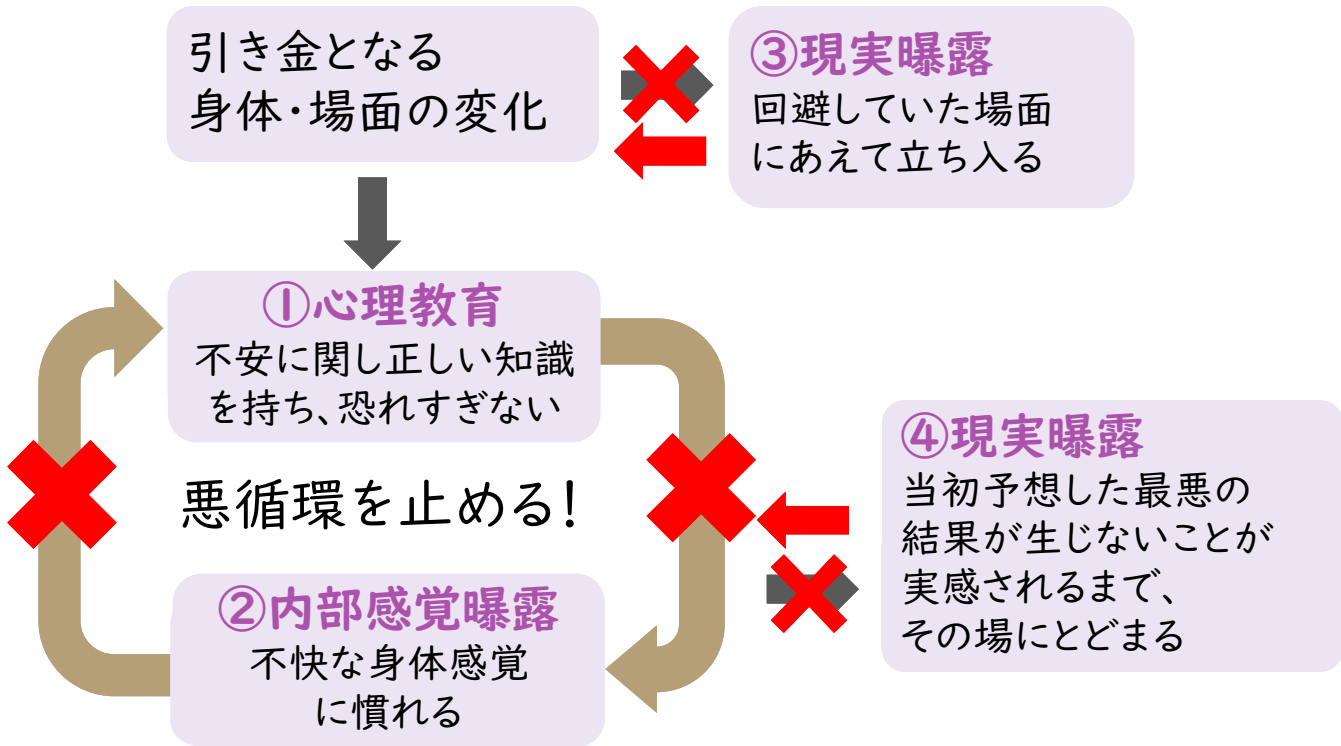 引き金となる
身体・場面の変化
③現実曝露
回避していた場面
にあえて立ち入る
①心理教育
不安に関し正しい知識
を持ち、恐れすぎない
悪循環を止める!
②内部感覚曝露
不快な身体感覚
に慣れる
④現実曝露
当初予想した最悪の
結果が生じないことが
実感されるまで、
その場にとどまる